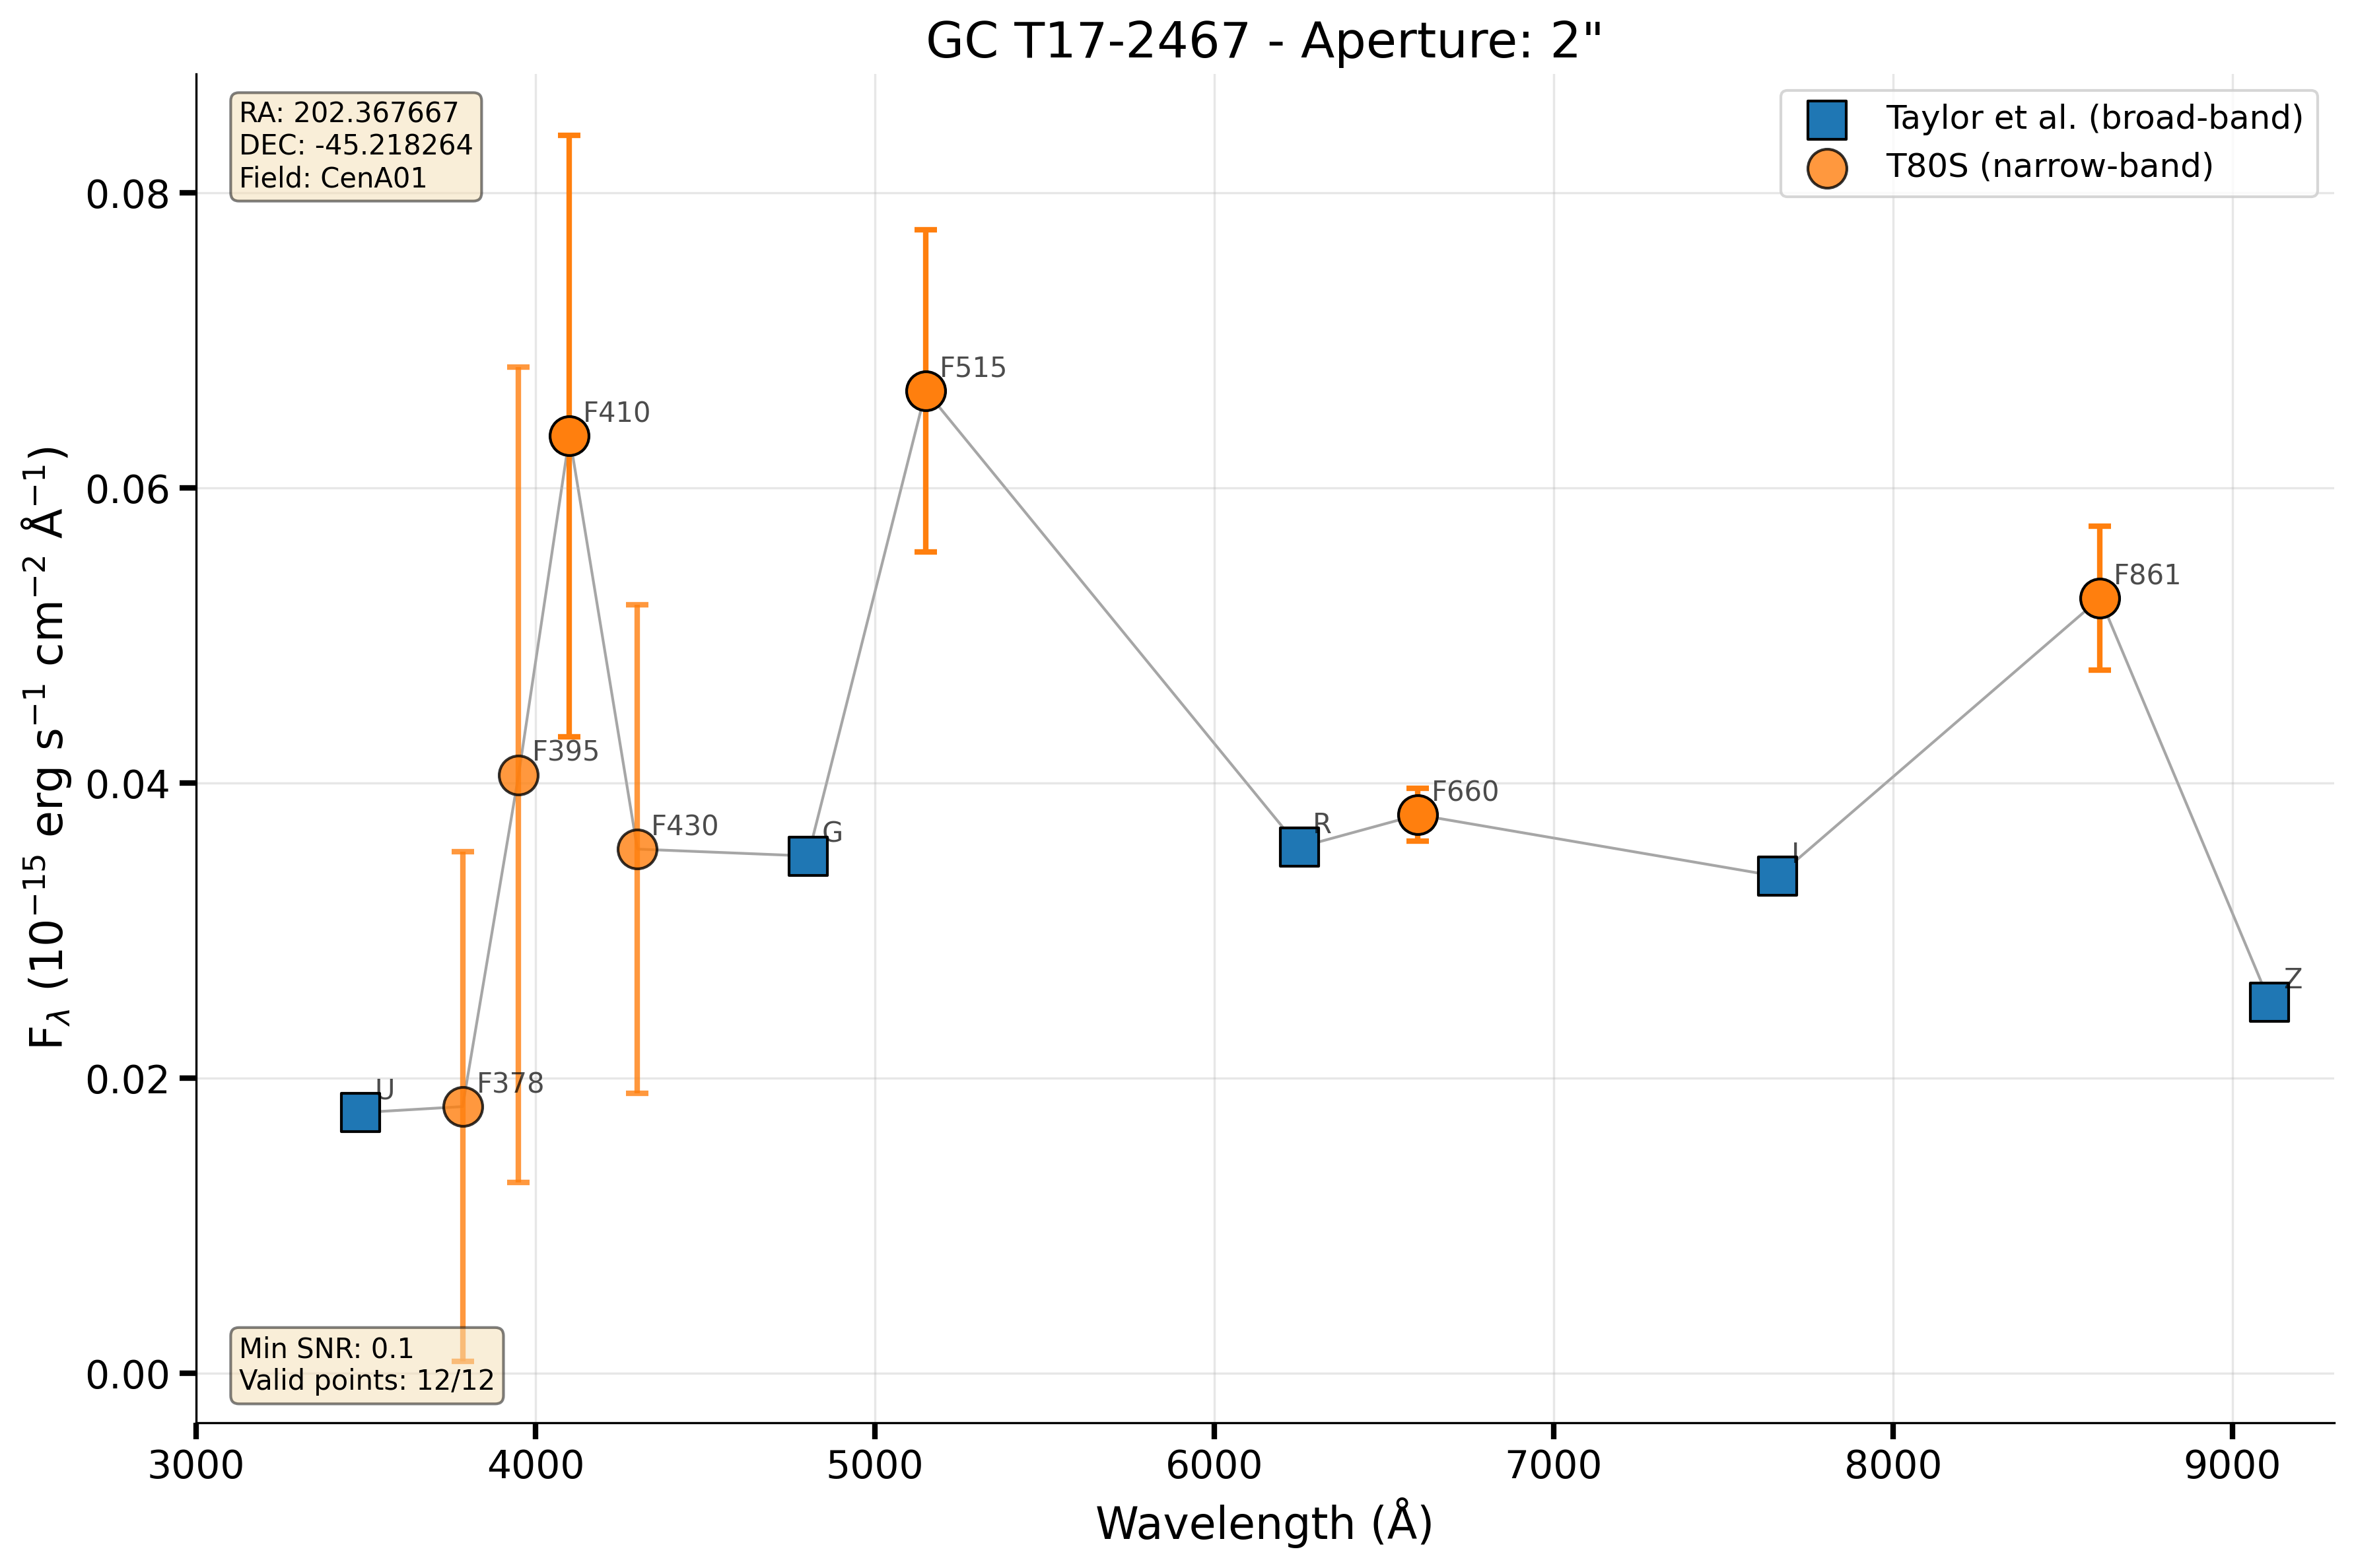 GC T17-2467 - Aperture: 2"
RA: 202.367667
DEC: -45.218264
Field: CenA01
Taylor et al. (broad-band)
T80S (narrow-band)
0.08
0.06
0.04
0.02
0.00
F_λ (10⁻¹⁵ erg s⁻¹ cm⁻² Å⁻¹)
U
F378
F395
F410
F430
G
F515
R
F660
I
F861
Z
Min SNR: 0.1
Valid points: 12/12
3000 4000 5000 6000 7000 8000 9000
Wavelength (Å)